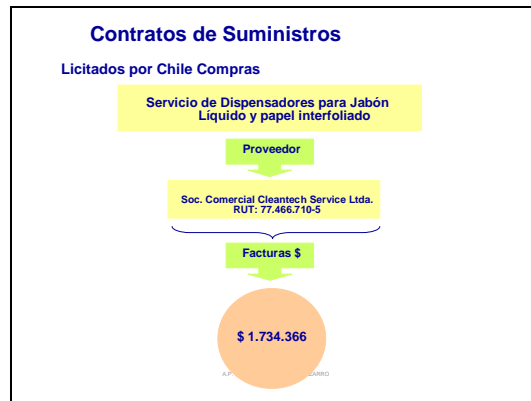 Contratos de Suministros
Licitados por Chile Compras
Servicio de Dispensadores para Jabón
Líquido y papel interfoliado
Proveedor
Soc. Comercial Cleantech Service Ltda.
RUT: 77.466.710-5
Facturas $
$ 1.734.366